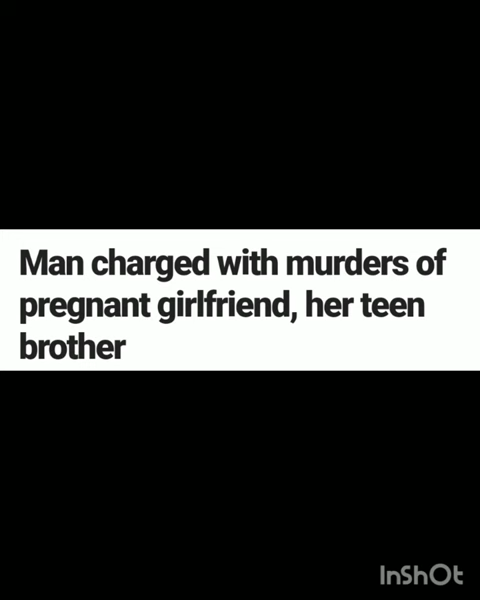 Man charged with murders of
pregnant girlfriend, her teen
brother
InShOt